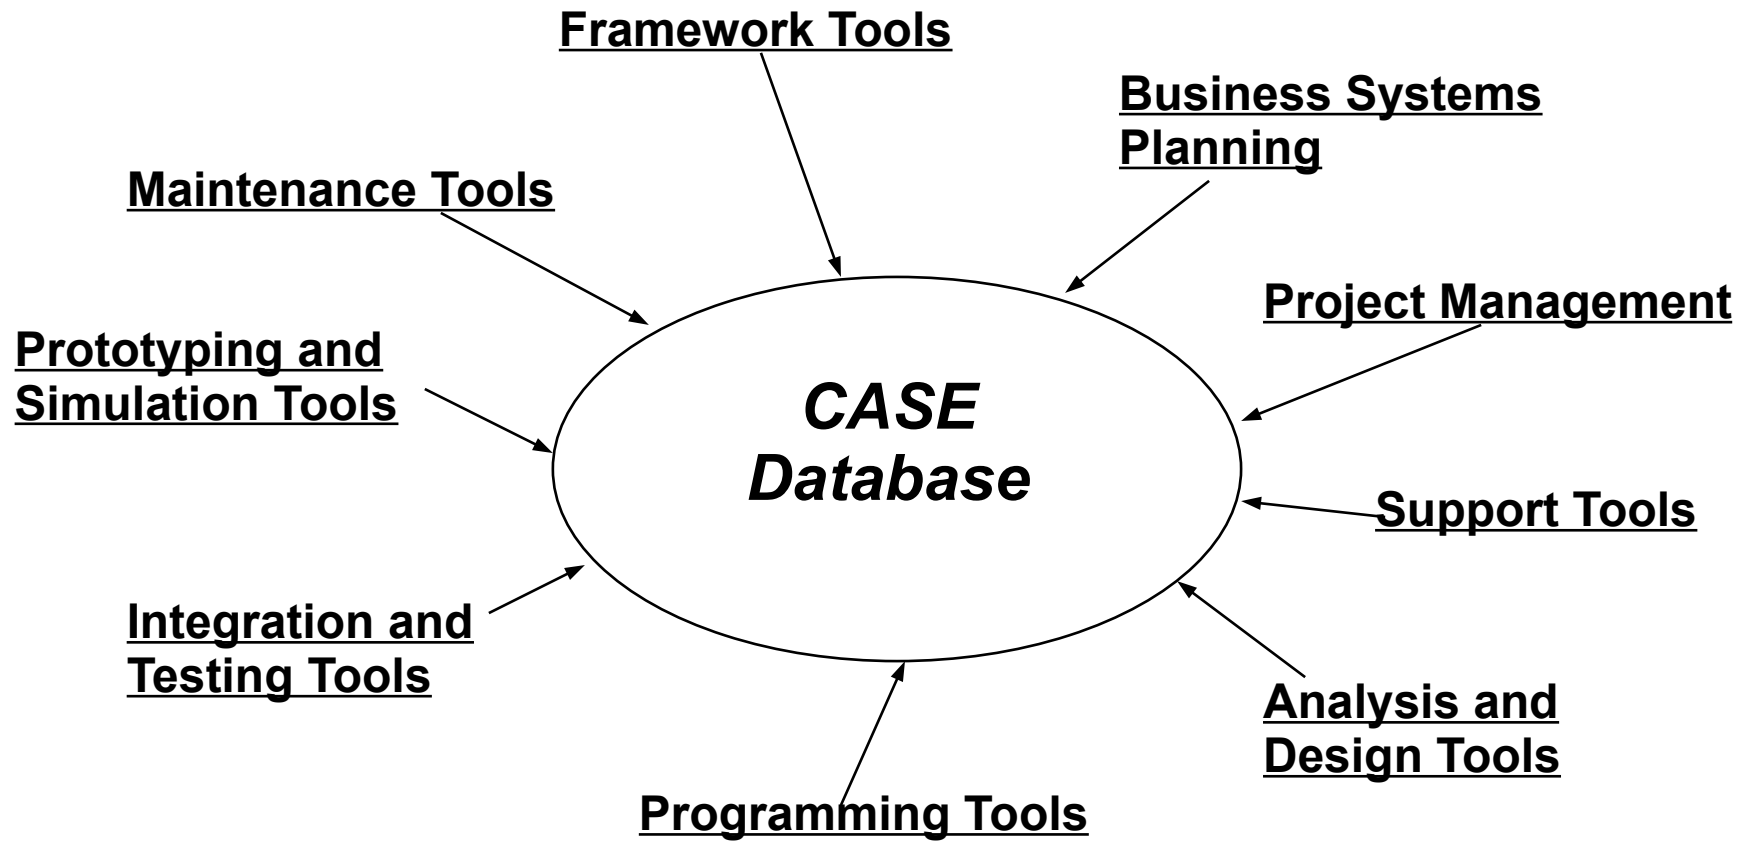 Framework Tools
Business Systems
Planning
Maintenance Tools
Project Management
Prototyping and
Simulation Tools
CASE
Database
Support Tools
Integration and
Testing Tools
Analysis and
Design Tools
Programming Tools